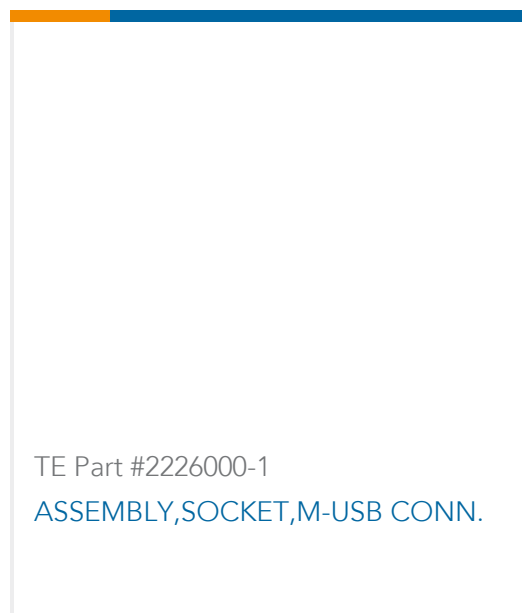 TE Part #2226000-1
ASSEMBLY,SOCKET,M-USB CONN.